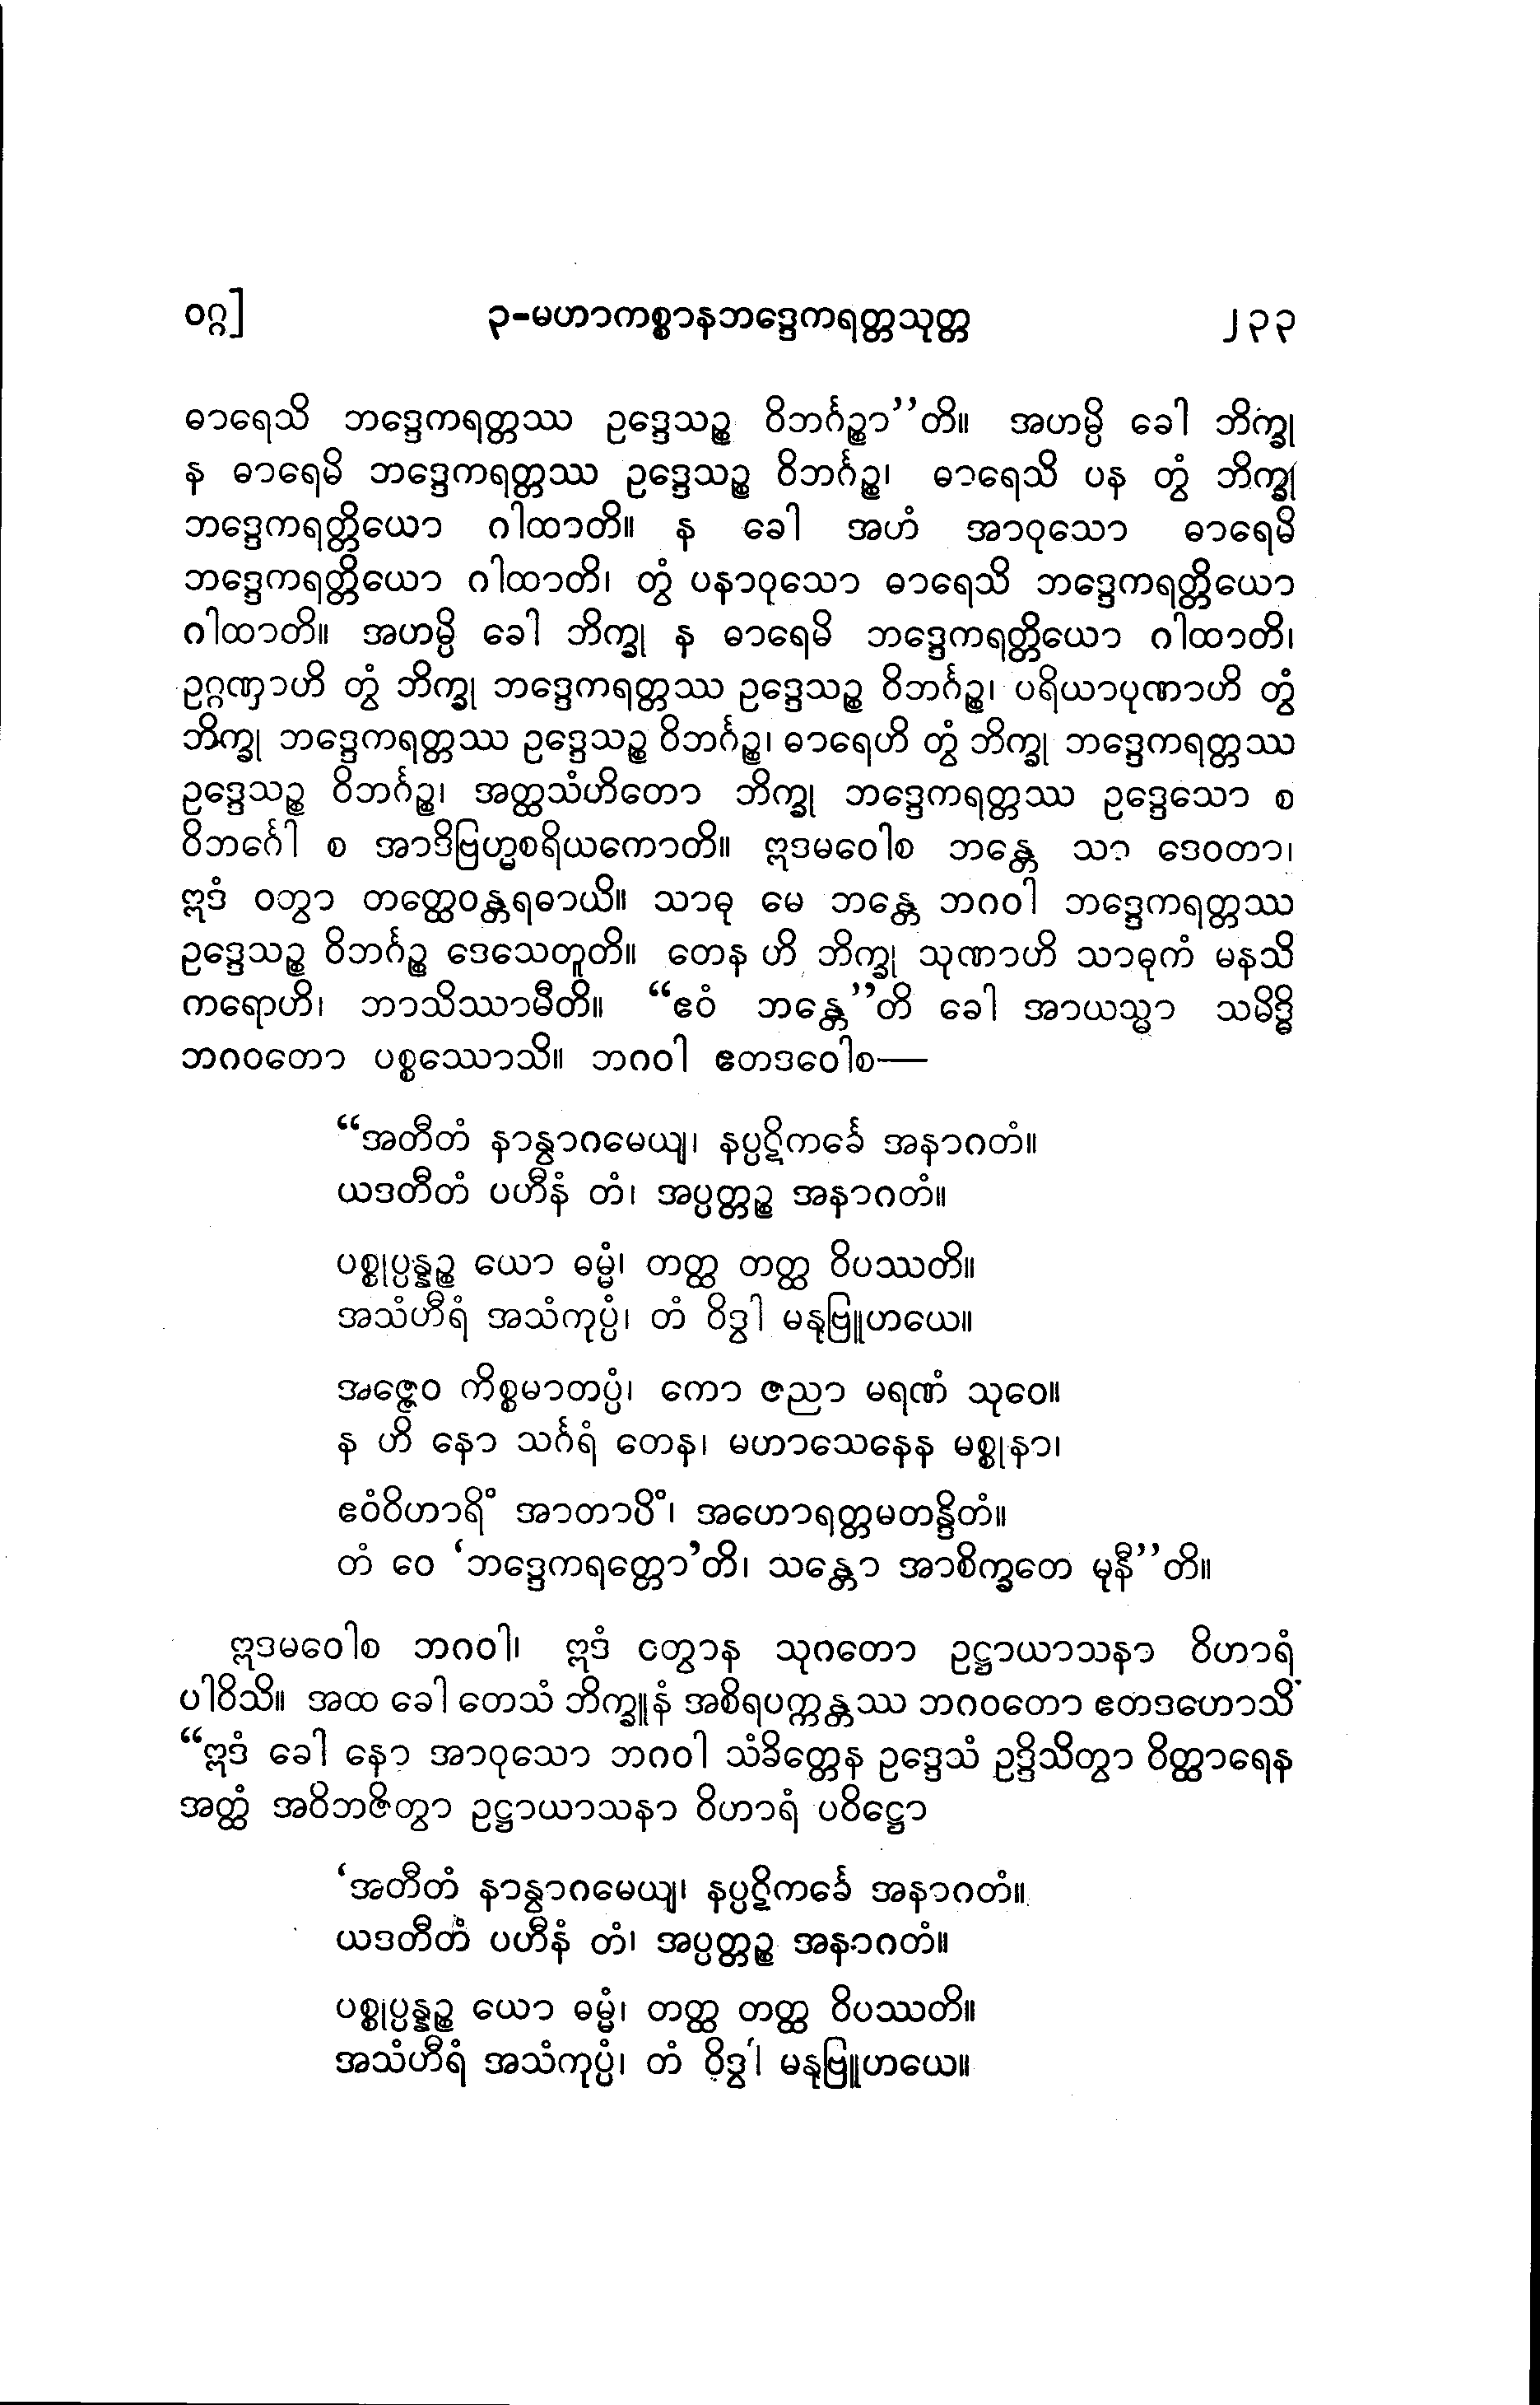 ဝဂ္ဂ] ၃-မဟာကစ္စာနဘဒ္ဒေကရတ္တသုတ္တ ၂၃၃
ဓာရေသိ ဘဒ္ဒေကရတ္တဿ ဥဒ္ဒေသဉ္စ ဝိဘင်္ဂဉ္စာ’’တိ။ အဟမ္ပိ ခေါ ဘိက္ခု
န ဓာရေမိ ဘဒ္ဒေကရတ္တဿ ဥဒ္ဒေသဉ္စ ဝိဘင်္ဂဉ္စ၊ ဓာရေသိ ပန တွံ ဘိက္ခု
ဘဒ္ဒေကရတ္တိယော ဂါထာတိ။ န ခေါ အဟံ အာဝုသော ဓာရေမိ
ဘဒ္ဒေကရတ္တိယော ဂါထာတိ၊ တွံ ပနာဝုသော ဓာရေသိ ဘဒ္ဒေကရတ္တိယော
ဂါထာတိ။ အဟမ္ပိ ခေါ ဘိက္ခု န ဓာရေမိ ဘဒ္ဒေကရတ္တိယော ဂါထာတိ၊
ဥဂ္ဂဏှာဟိ တွံ ဘိက္ခု ဘဒ္ဒေကရတ္တဿ ဥဒ္ဒေသဉ္စ ဝိဘင်္ဂဉ္စ၊ ပရိယာပုဏာဟိ တွံ
ဘိက္ခု ဘဒ္ဒေကရတ္တဿ ဥဒ္ဒေသဉ္စ ဝိဘင်္ဂဉ္စ၊ ဓာရေဟိ တွံ ဘိက္ခု ဘဒ္ဒေကရတ္တဿ
ဥဒ္ဒေသဉ္စ ဝိဘင်္ဂဉ္စ၊ အတ္ထသံဟိတော ဘိက္ခု ဘဒ္ဒေကရတ္တဿ ဥဒ္ဒေသော စ
ဝိဘင်္ဂေါ စ အာဒိဗြဟ္မစရိယကောတိ။ ဣဒမဝေါစ ဘန္တေ သာ ဒေဝတာ၊
ဣဒံ ဝတွာ တတ္ထေဝန္တရဓာယိ။ သာဓု မေ ဘန္တေ ဘဂဝါ ဘဒ္ဒေကရတ္တဿ
ဥဒ္ဒေသဉ္စ ဝိဘင်္ဂဉ္စ ဒေသေတူတိ။ တေန ဟိ ဘိက္ခု သုဏာဟိ သာဓုကံ မနသိ
ကရောဟိ၊ ဘာသိဿာမီတိ။ “ဧဝံ ဘန္တေ’’တိ ခေါ အာယသ္မာ သမိဒ္ဓိ
ဘဂဝတော ပစ္စဿောသိ။ ဘဂဝါ ဧတဒဝေါစ—
“အတီတံ နာန္วာဂမေယျ၊ နပ္ပဋိကင်္ခေ အနာဂတံ။
ယဒတီတံ ပဟီနံ တံ၊ အပ္ပတ္တဉ္စ အနာဂတံ။
ပစ္စုပ္ပန္နဉ္စ ယော ဓမ္မံ၊ တတ္ထ တတ္ထ ဝိပဿတိ။
အသံဟီရံ အသံကုပ္ပံ၊ တံ ဝိဒွါ မနုဗြူဟယေ။
အဇ္ဇေဝ ကိစ္စမာတပ္ပံ၊ ကော ဇညာ မရဏံ သုဝေ။
န ဟိ နော သင်္ဂရံ တေန၊ မဟာသေနေန မစ္စုနာ၊
ဧဝံဝိဟာရိံ အာတာပိံ၊ အဟောရတ္တမတန္ဒိတံ။
တံ ဝေ ‘ဘဒ္ဒေကရတ္တော’တိ၊ သန္တော အာစိက္ခတေ မုနီ’’တိ။
ဣဒမဝေါစ ဘဂဝါ၊ ဣဒံ ဝတွာန သုဂတော ဥဋ္ဌာယာသနာ ဝိဟာရံ
ပါဝိသိ။ အထ ခေါ တေသံ ဘိက္ခူနံ အစိရပက္ကန္တဿ ဘဂဝတော ဧတဒဟောသိ
“ဣဒံ ခေါ နော အာဝုသော ဘဂဝါ သံခိတ္တေန ဥဒ္ဒေသံ ဥဒ္ဒိသိတွာ ဝိတ္ထာရေန
အတ္ထံ အဝိဘဇိတွာ ဥဋ္ဌာယာသနာ ဝိဟာရံ ပဝိဋ္ဌော
‘အတီတံ နာန္วာဂမေယျ၊ နပ္ပဋိကင်္ခေ အနာဂတံ။
ယဒတီတံ ပဟီနံ တံ၊ အပ္ပတ္တဉ္စ အနာဂတံ။
ပစ္စုပ္ပန္နဉ္စ ယော ဓမ္မံ၊ တတ္ထ တတ္ထ ဝိပဿတိ။
အသံဟီရံ အသံကုပ္ပံ၊ တံ ဝိဒွါ မနုဗြူဟယေ။